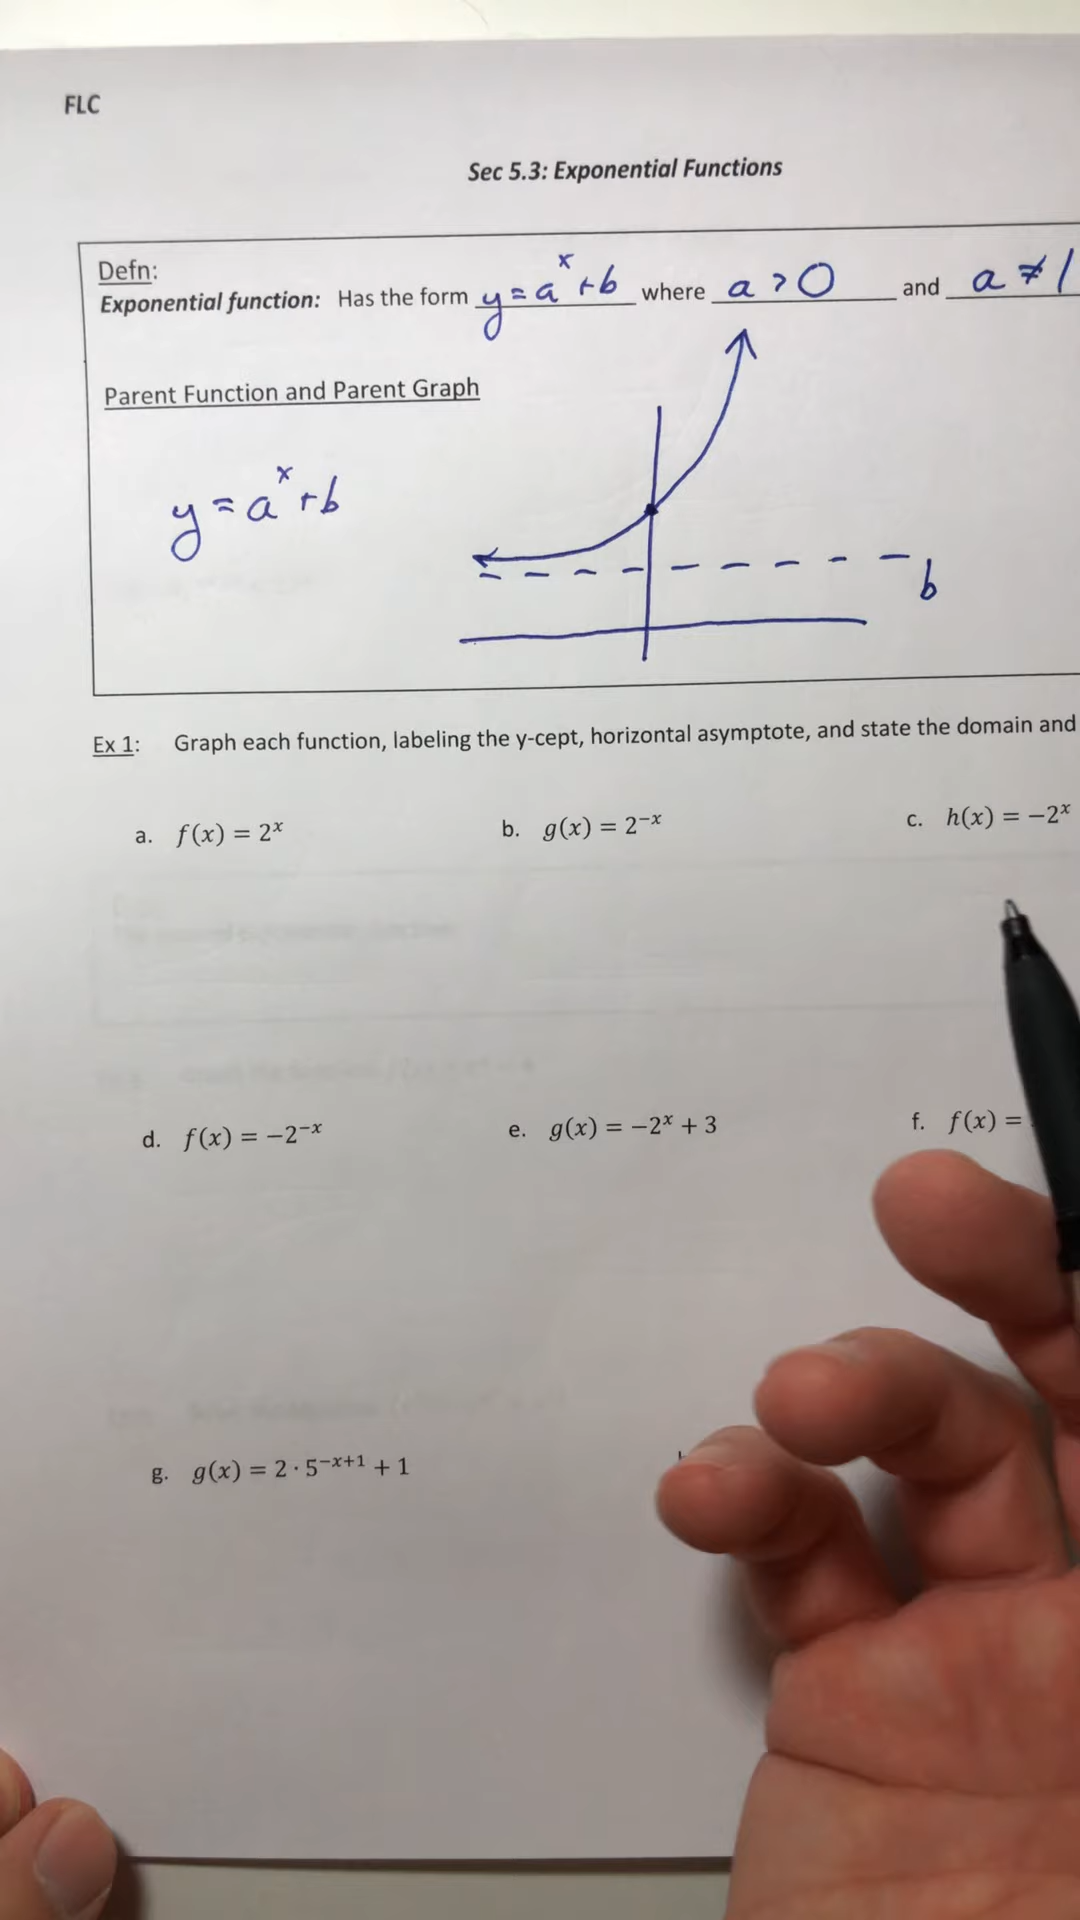 FLC
Sec 5.3: Exponential Functions
Defn:
Exponential function: Has the form y = a^x + b where a > 0 and a ≠ 1
Parent Function and Parent Graph
y = a^x + b
b
Ex 1: Graph each function, labeling the y-cept, horizontal asymptote, and state the domain and
a. f(x) = 2^x b. g(x) = 2^{-x} c. h(x) = −2^x
d. f(x) = −2^{-x} e. g(x) = −2^x + 3 f. f(x) =
g. g(x) = 2 · 5^{-x+1} + 1